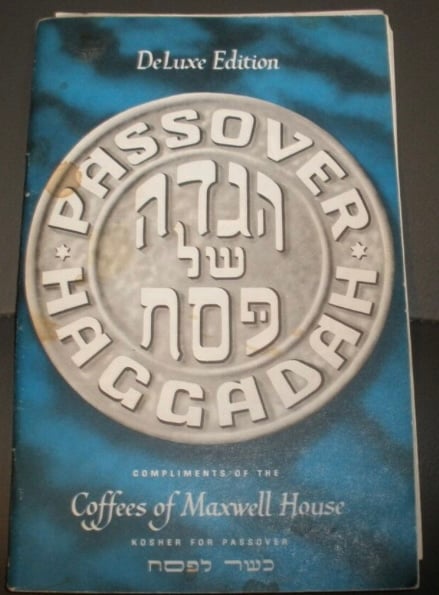 DeLuxe Edition
PASSOVER
הגדה
של
פסח
HAGGADAH
COMPLIMENTS OF THE
Coffees of Maxwell House
KOSHER FOR PASSOVER
כשר לפסח